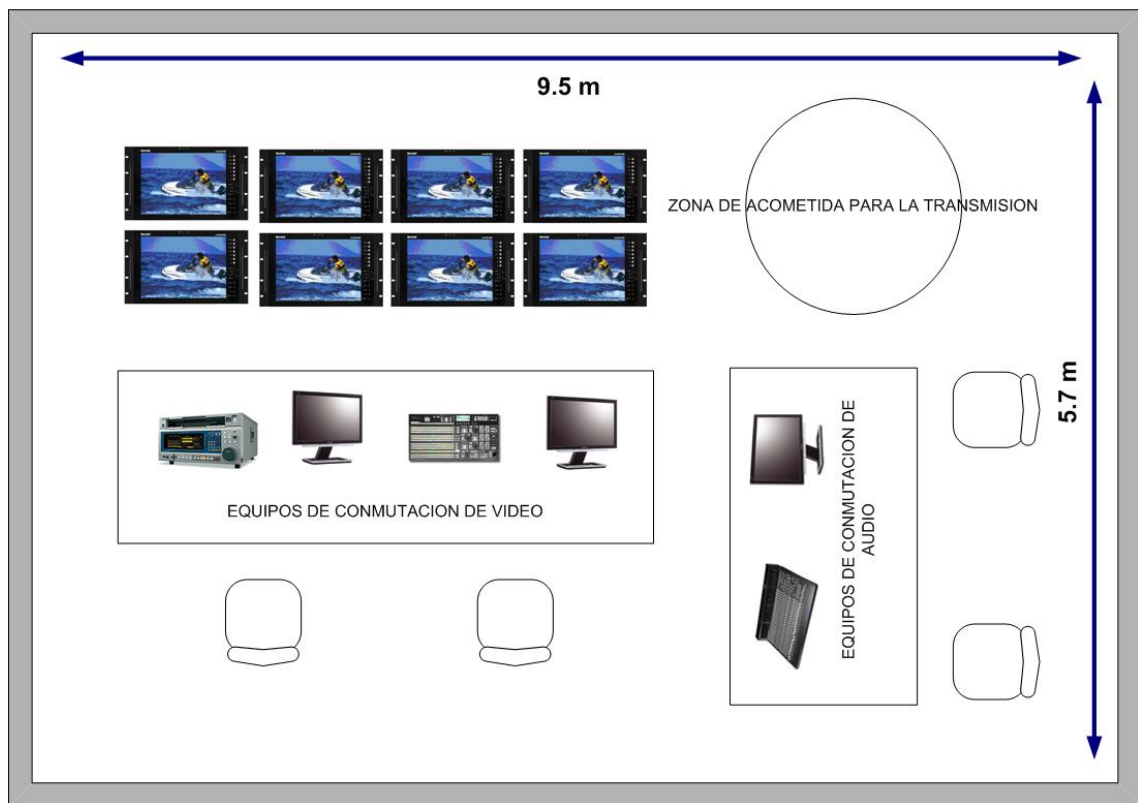 9.5 m
ZONA DE ACOMETIDA PARA LA TRANSMISION
5.7 m
EQUIPOS DE CONMUTACION DE VIDEO
EQUIPOS DE CONMUTACION DE
AUDIO